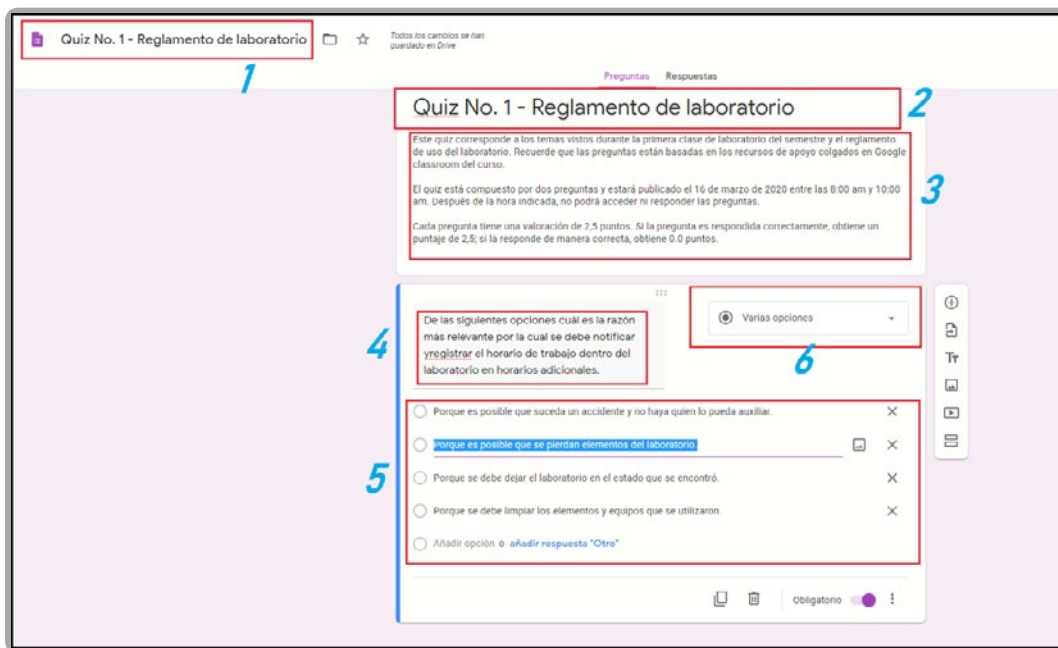 Quiz No. 1 - Reglamento de laboratorio
Todos los cambios se han
guardado en Drive
1
Preguntas Respuestas
Quiz No. 1 - Reglamento de laboratorio
2
Este quiz corresponde a los temas vistos durante la primera clase de laboratorio del semestre y el reglamento
de uso del laboratorio. Recuerde que las preguntas están basadas en los recursos de apoyo colgados en Google
classroom del curso.
El quiz está compuesto por dos preguntas y estará publicado el 16 de marzo de 2020 entre las 8:00 am y 10:00
am. Después de la hora indicada, no podrá acceder ni responder las preguntas.
Cada pregunta tiene una valoración de 2,5 puntos. Si la pregunta es respondida correctamente, obtiene un
puntaje de 2,5; si la responde de manera correcta, obtiene 0.0 puntos.
3
De las siguientes opciones cuál es la razón
más relevante por la cual se debe notificar
yregistrar el horario de trabajo dentro del
laboratorio en horarios adicionales.
4
Varias opciones
6
Tт
Porque es posible que suceda un accidente y no haya quien lo pueda auxiliar.
Porque es posible que se pierdan elementos del laboratorio.
Porque se debe dejar el laboratorio en el estado que se encontró.
Porque se debe limpiar los elementos y equipos que se utilizaron.
Añadir opción o añadir respuesta "Otro"
5
Obligatorio